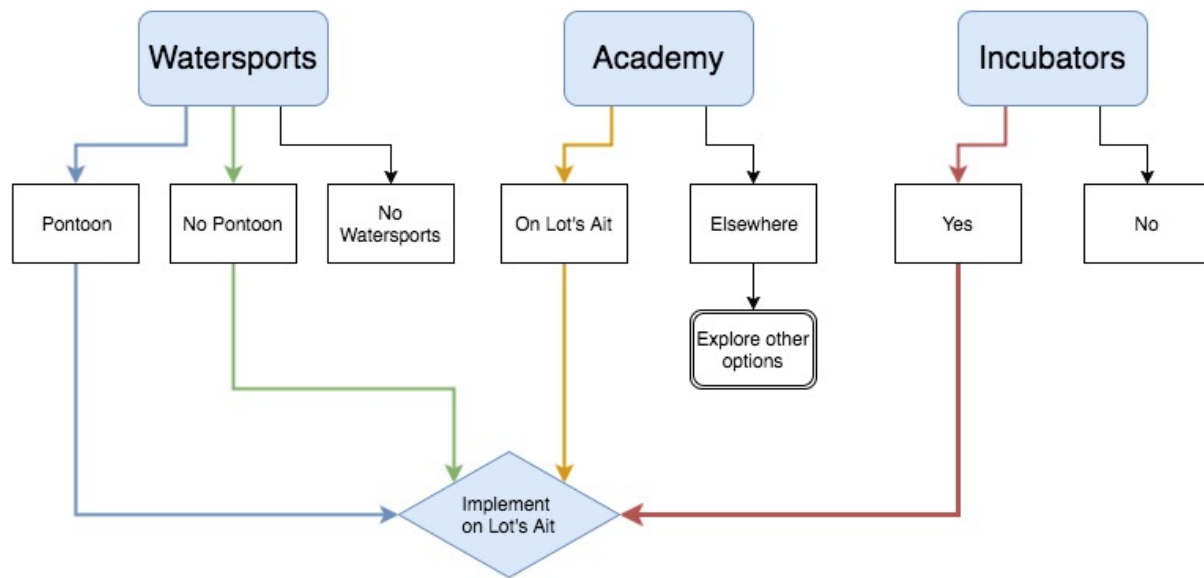 Watersports
Academy
Incubators
Pontoon
No Pontoon
No
Watersports
On Lot's Ait
Elsewhere
Yes
No
Explore other
options
Implement
on Lot's Ait